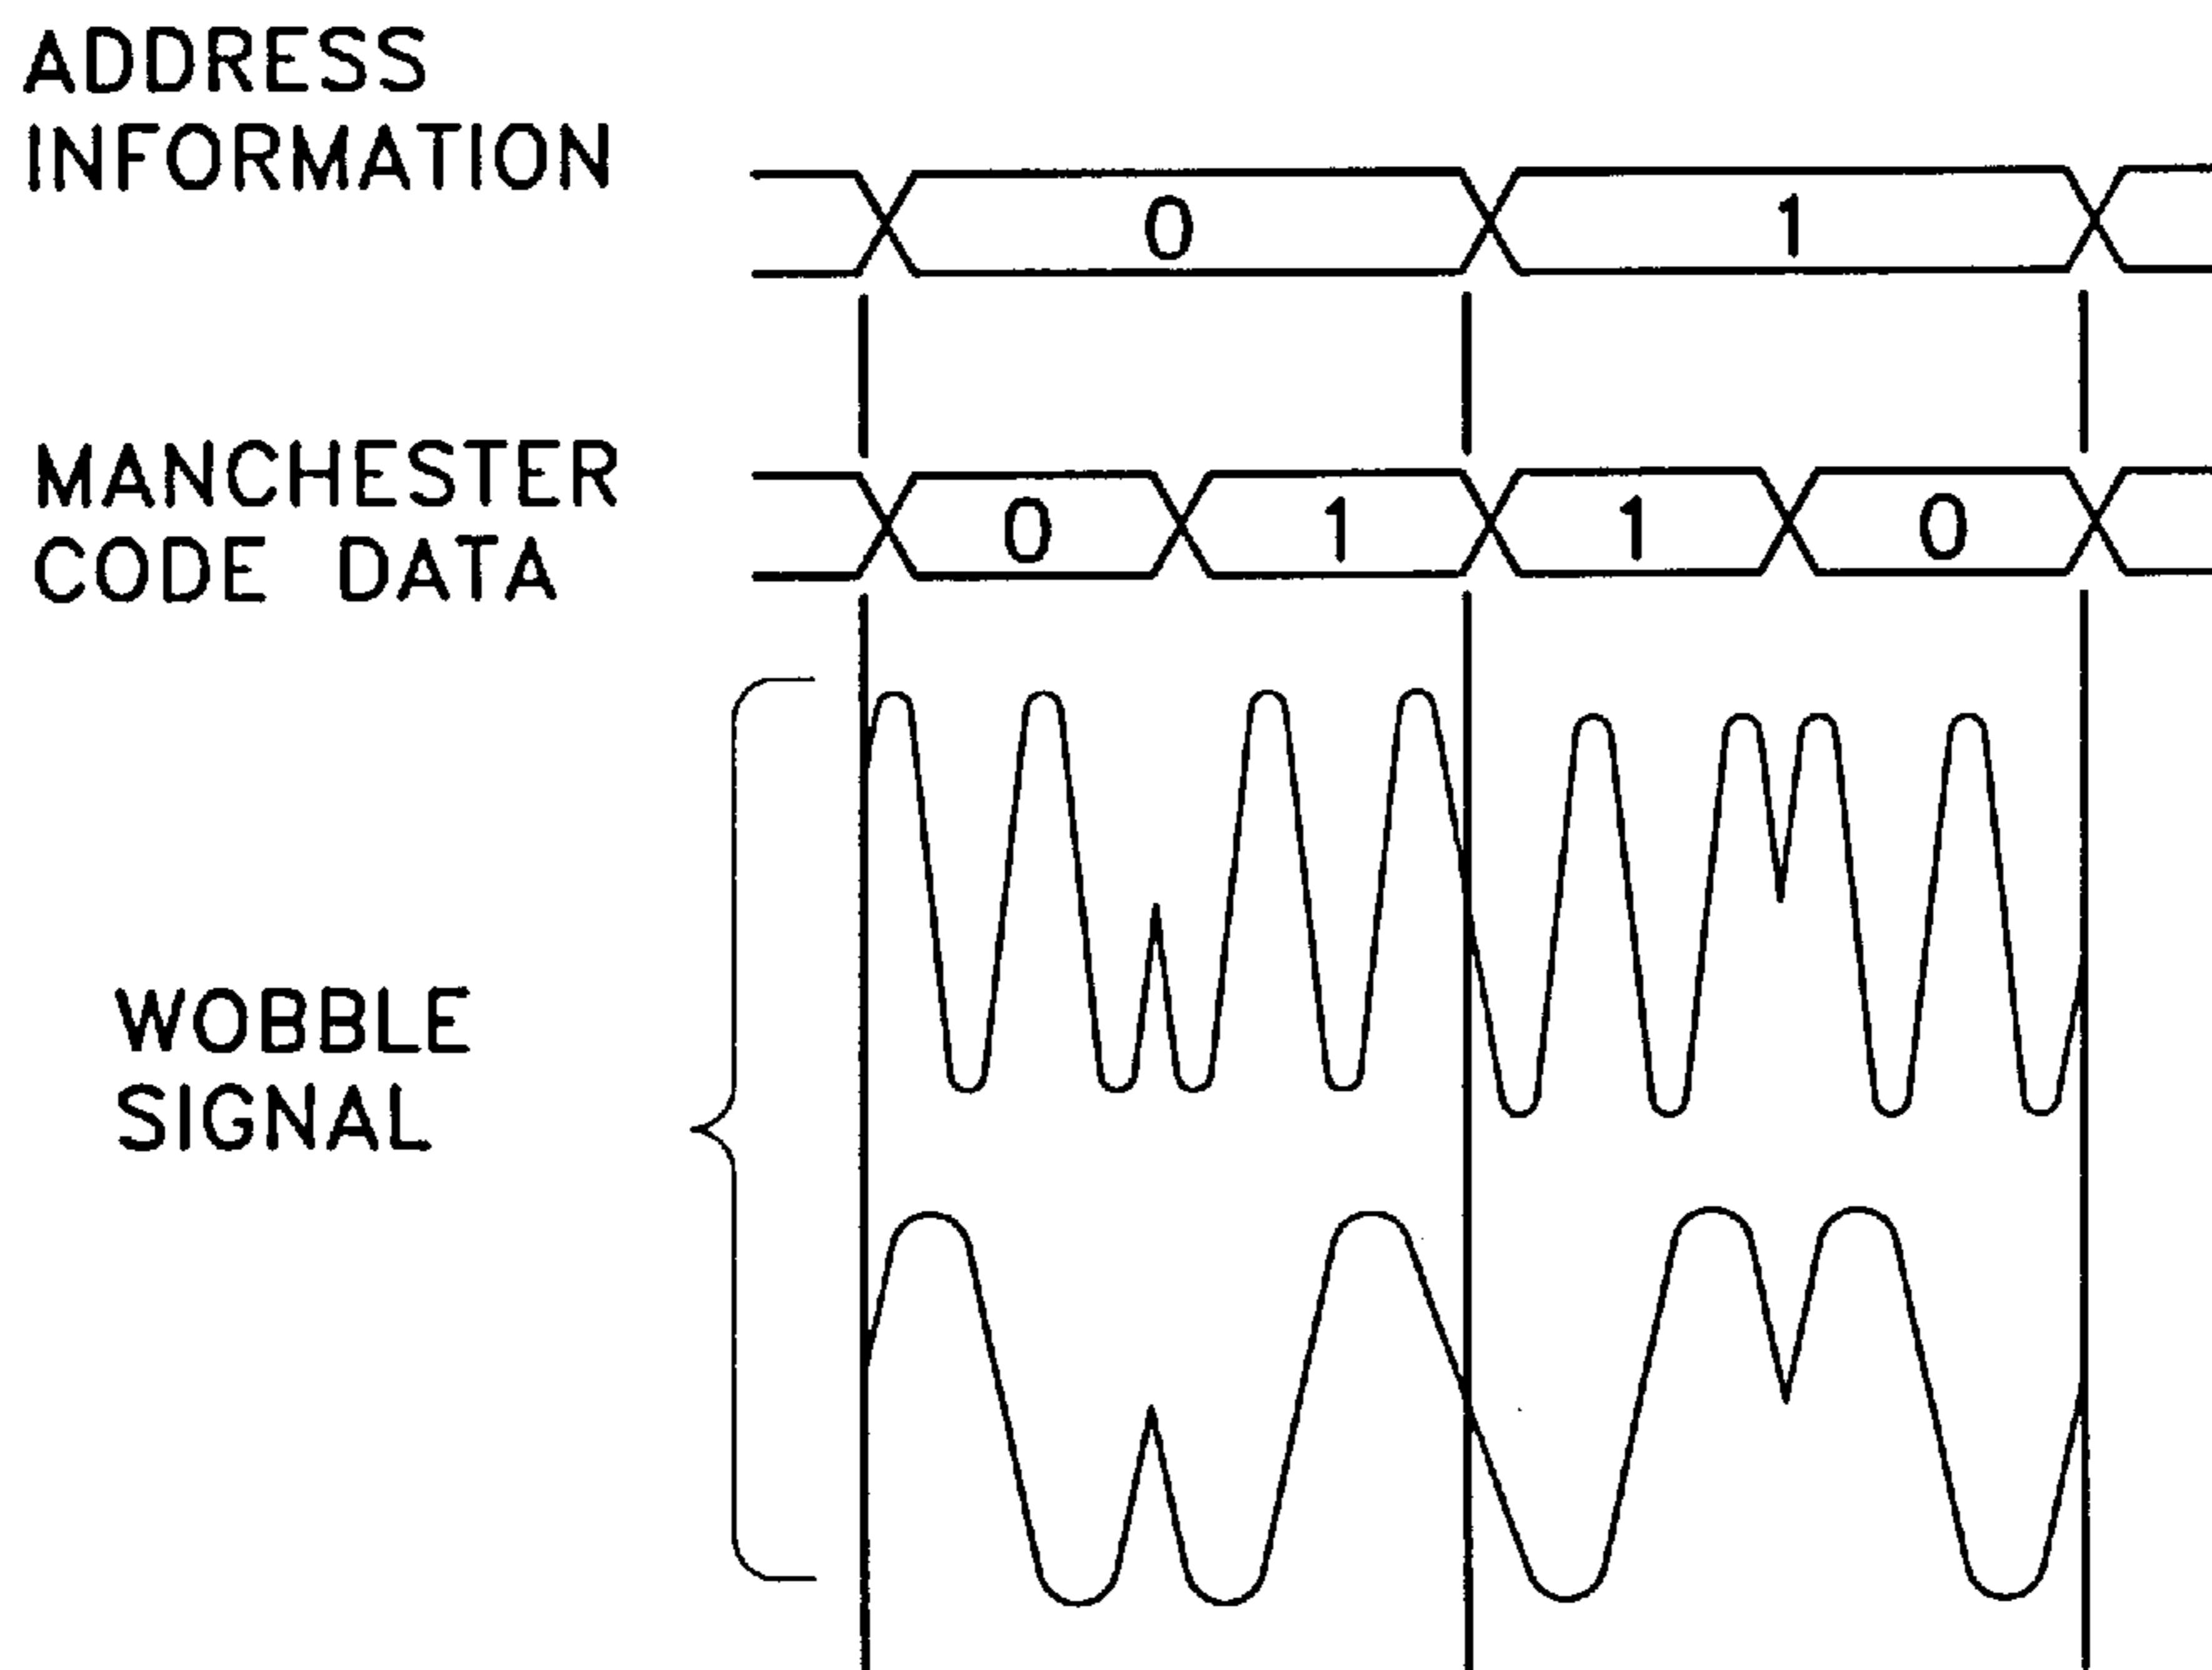 ADDRESS
INFORMATION
0 1
MANCHESTER
CODE DATA
0 1 1 0
WOBBLE
SIGNAL